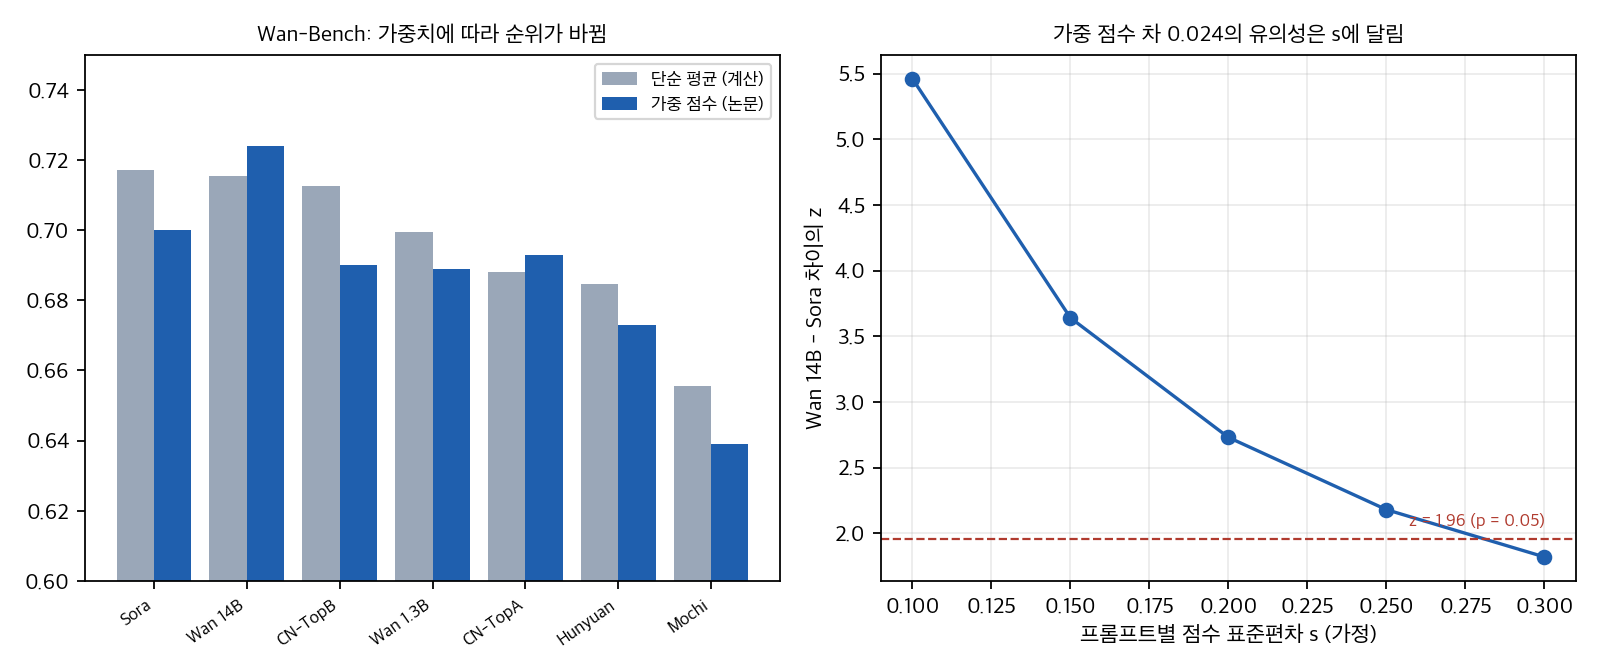 Wan-Bench: 가중치에 따라 순위가 바뀜
단순 평균 (계산)
가중 점수 (논문)
0.74
0.72
0.70
0.68
0.66
0.64
0.62
0.60
Sora
Wan 14B
CN-TopB
Wan 1.3B
CN-TopA
Hunyuan
Mochi
가중 점수 차 0.024의 유의성은 s에 달림
Wan 14B - Sora 차이의 z
5.5
5.0
4.5
4.0
3.5
3.0
2.5
2.0
z = 1.96 (p = 0.05)
0.100
0.125
0.150
0.175
0.200
0.225
0.250
0.275
0.300
프롬프트별 점수 표준편차 s (가정)